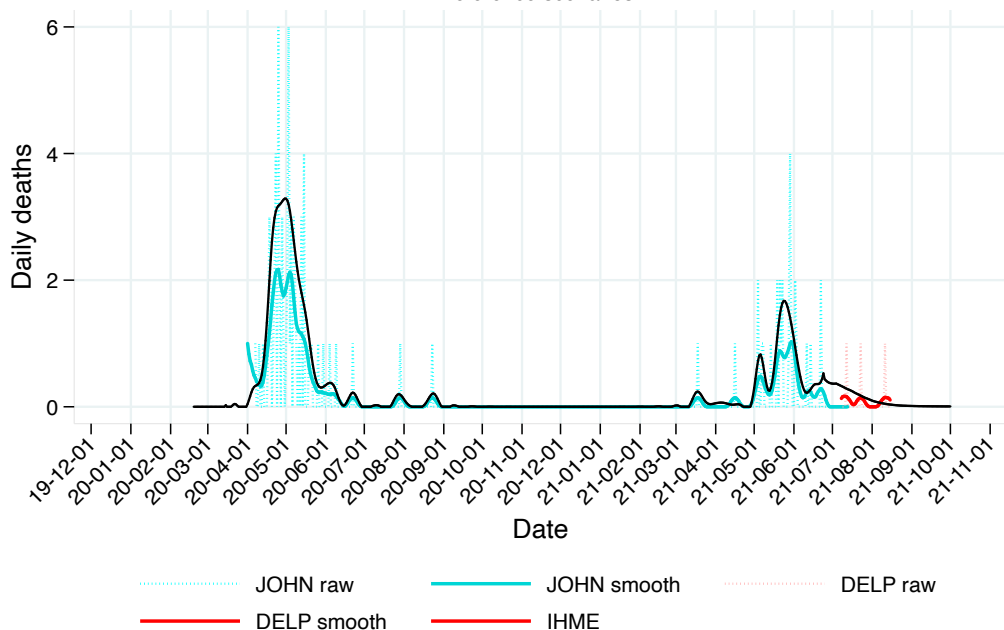 6
4
2
0
Daily deaths
19-12-01 20-01-01 20-02-01 20-03-01 20-04-01 20-05-01 20-06-01 20-07-01 20-08-01 20-09-01 20-10-01 20-11-01 20-12-01 21-01-01 21-02-01 21-03-01 21-04-01 21-05-01 21-06-01 21-07-01 21-08-01 21-09-01 21-10-01 21-11-01
Date
JOHN raw JOHN smooth DELP raw
DELP smooth IHME